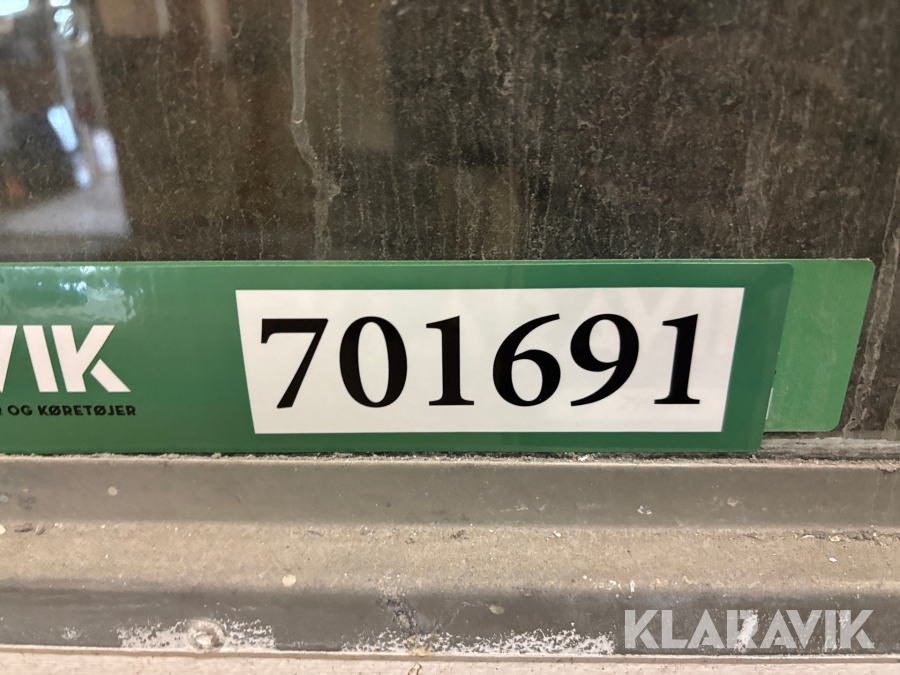 VIK
OG KØRETØJER
701691
KLARAVIK